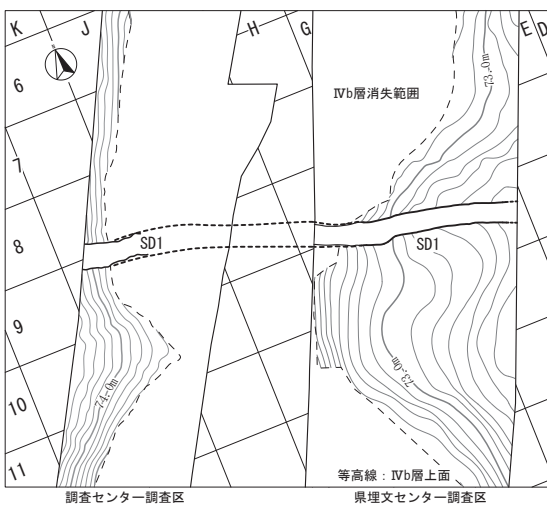 K
J
H
G
E
D
6
7
8
9
10
11
IVb層消失範囲
73.0m
SD1
SD1
74.0m
73.0m
等高線：IVb層上面
調査センター調査区
県埋文センター調査区